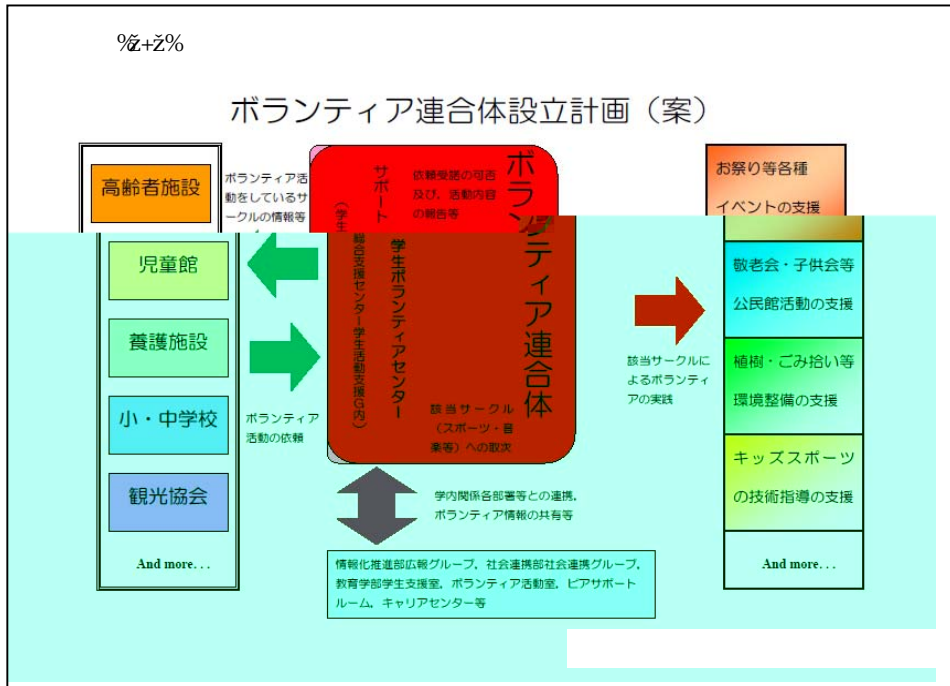 ボランティア連合体設立計画（案）
高齢者施設
児童館
養護施設
小・中学校
観光協会
And more...
ボランティア活
動をしているサ
ークルの情報等
ボランティア
活動の依頼
ボランティア連合体
依頼受諾の可否
及び，活動内容
の報告等
サポート
学生ボランティアセンター
（学生総合支援センター学生活動支援G内）
該当サークル
（スポーツ・音
楽等）への取次
学内関係各部署等との連携，
ボランティア情報の共有等
情報化推進部広報グループ，社会連携部社会連携グループ，
教育学部学生支援室，ボランティア活動室，ピアサポート
ルーム，キャリアセンター等
該当サークルに
よるボランティ
アの実践
お祭り等各種
イベントの支援
敬老会・子供会等
公民館活動の支援
植樹・ごみ拾い等
環境整備の支援
キッズスポーツ
の技術指導の支援
And more...